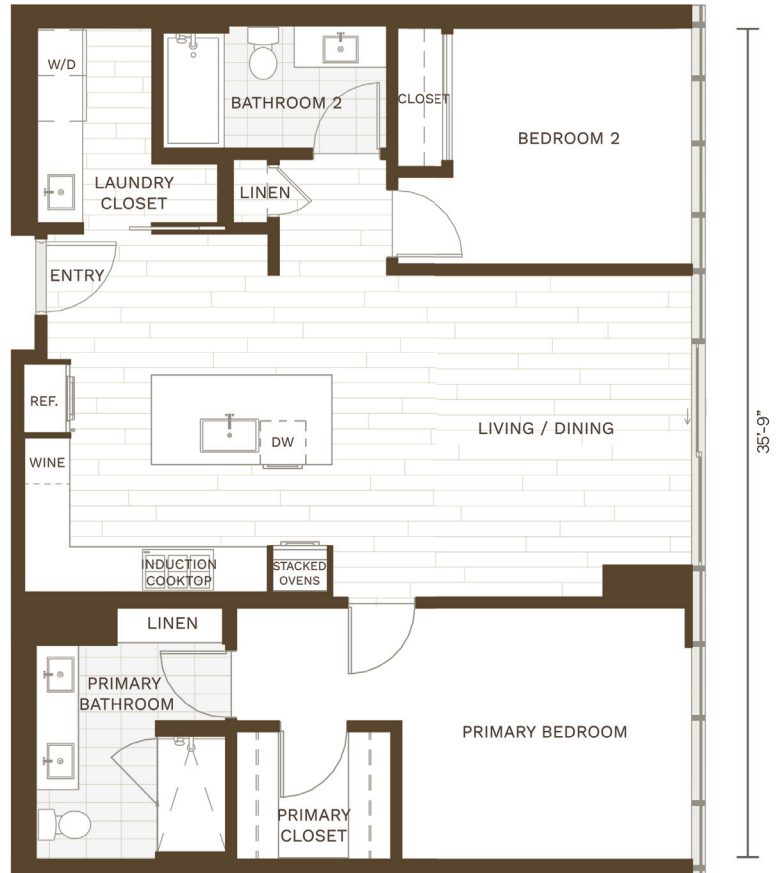 W/D
BATHROOM 2
CLOSET
BEDROOM 2
LAUNDRY
CLOSET
LINEN
ENTRY
REF.
DW
LIVING / DINING
35'-9"
WINE
INDUCTION
COOKTOP
STACKED
OVENS
LINEN
PRIMARY
BATHROOM
PRIMARY BEDROOM
PRIMARY
CLOSET